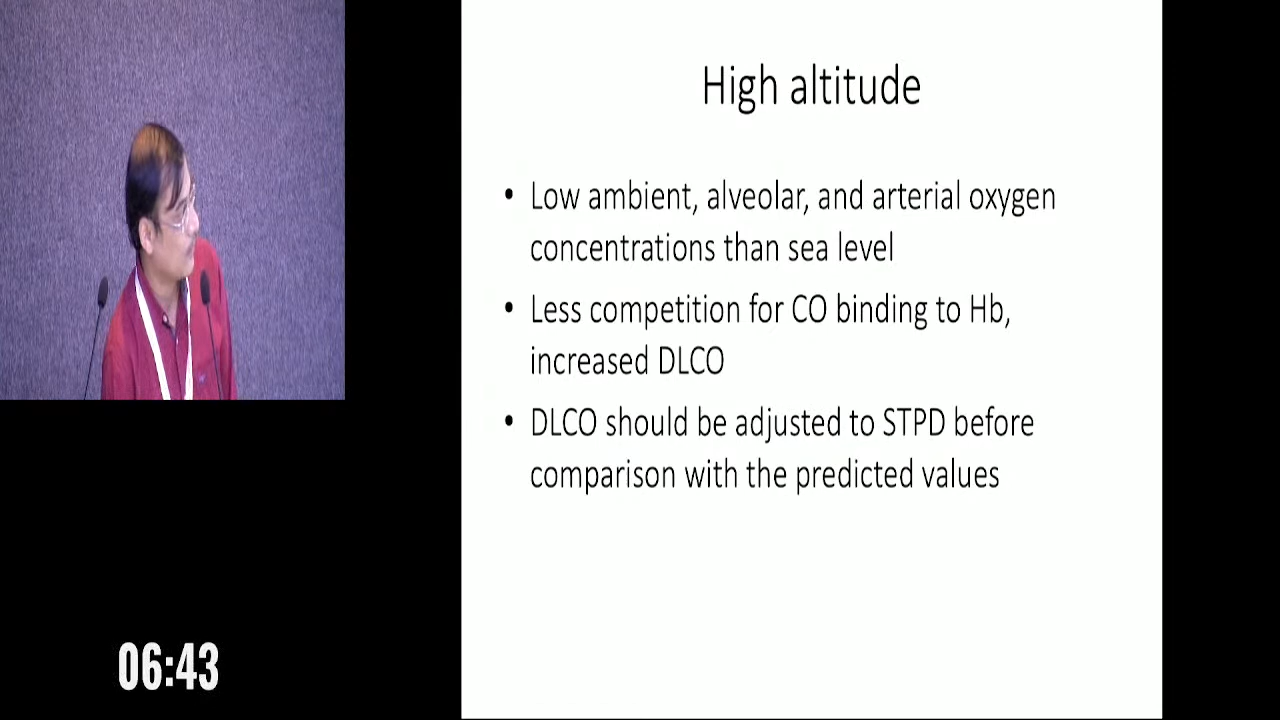 High altitude
• Low ambient, alveolar, and arterial oxygen
concentrations than sea level
• Less competition for CO binding to Hb,
increased DLCO
• DLCO should be adjusted to STPD before
comparison with the predicted values
06:43